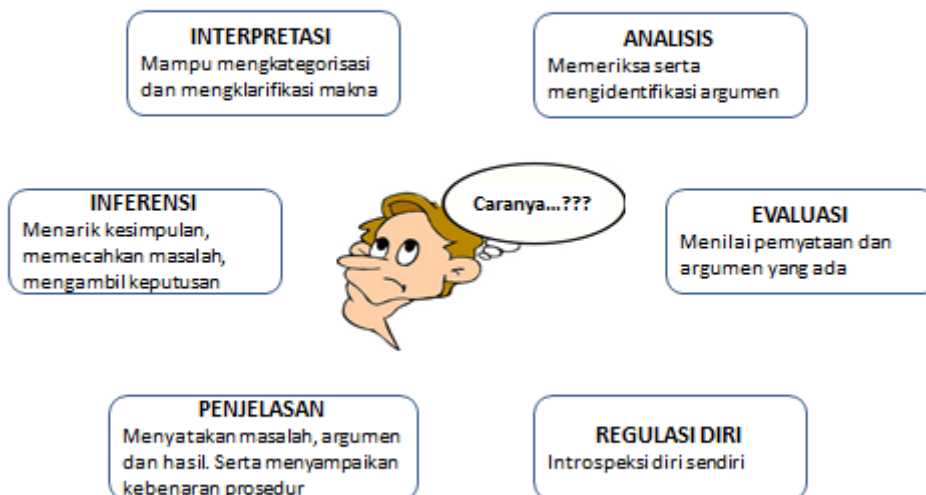 INTERPRETASI
Mampu mengkategorisasi
dan mengklarifikasi makna
ANALISIS
Memeriksa serta
mengidentifikasi argumen
INFERENSI
Menarik kesimpulan,
memecahkan masalah,
mengambil keputusan
Caranya...???
EVALUASI
Menilai pernyataan dan
argumen yang ada
PENJELASAN
Menyatakan masalah, argumen
dan hasil. Serta menyampaikan
kebenaran prosedur
REGULASI DIRI
Introspeksi diri sendiri